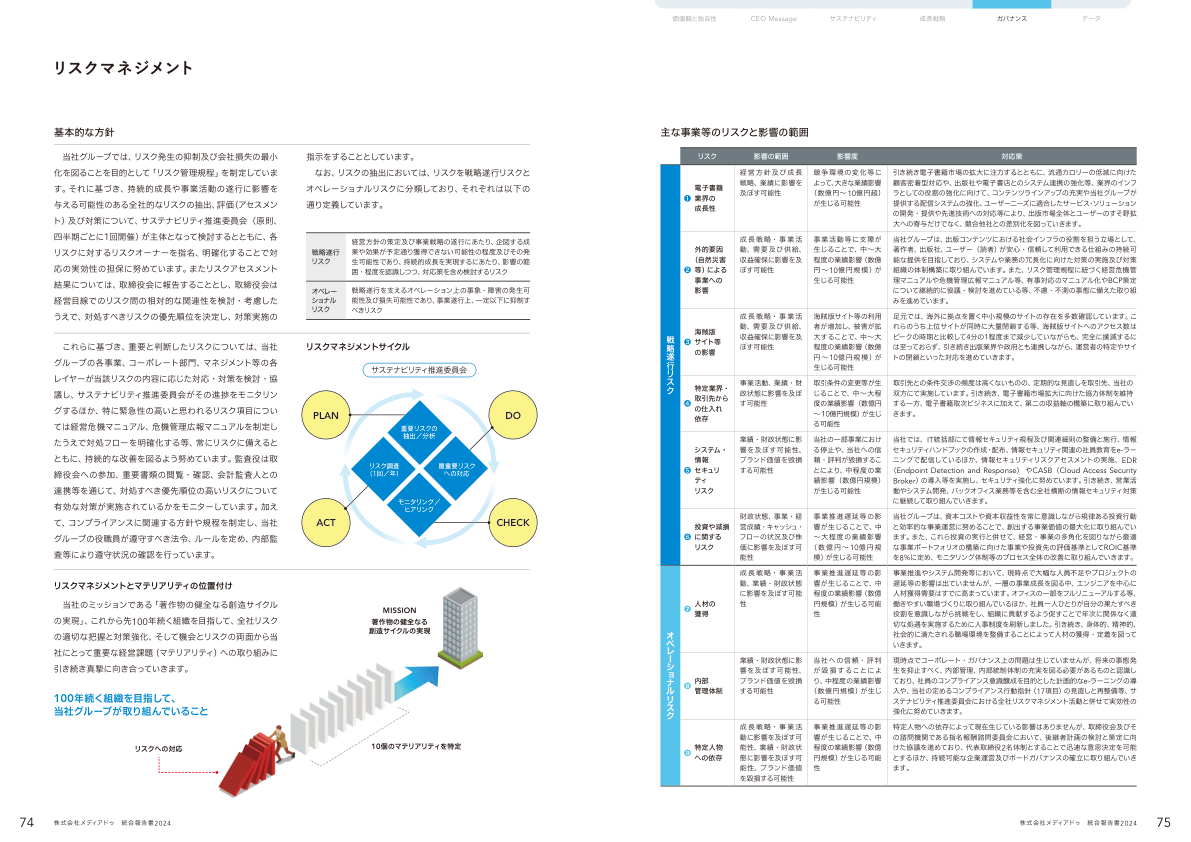 価値観と独自性
CEO Message
サステナビリティ
成長戦略
ガバナンス
データ
リスクマネジメント
基本的な方針
当社グループでは、リスク発生の抑制及び会社損失の最小
化を図ることを目的として「リスク管理規程」を制定していま
す。それに基づき、持続的成長や事業活動の遂行に影響を
与える可能性のある全社的なリスクの抽出、評価（アセスメン
ト）及び対策について、サステナビリティ推進委員会（原則、
四半期ごとに1回開催）が主体となって検討するとともに、各
リスクに対するリスクオーナーを指名、明確化することで対
応の実効性の担保に努めています。またリスクアセスメント
結果については、取締役会に報告することとし、取締役会は
経営目線でのリスク間の相対的な関連性を検討・考慮した
うえで、対処すべきリスクの優先順位を決定し、対策実施の
指示をすることとしています。
なお、リスクの抽出においては、リスクを戦略遂行リスクと
オペレーショナルリスクに分類しており、それぞれは以下の
通り定義しています。
戦略遂行
リスク
経営方針の策定及び事業戦略の遂行にあたり、企図する成
果や効果が予定通り獲得できない可能性の程度及びその発
生可能性であり、持続的成長を実現するにあたり、影響の範
囲・程度を認識しつつ、対応策を含め検討するリスク
オペレー
ショナル
リスク
戦略遂行を支えるオペレーション上の事象・障害の発生可
能性及び損失可能性であり、事業遂行上、一定以下に抑制す
べきリスク
これらに基づき、重要と判断したリスクについては、当社
グループの各事業、コーポレート部門、マネジメント等の各
レイヤーが当該リスクの内容に応じた対応・対策を検討・協
議し、サステナビリティ推進委員会がその進捗をモニタリン
グするほか、特に緊急性の高いと思われるリスク項目につい
ては経営危機マニュアル、危機管理広報マニュアルを制定し
たうえで対処フローを明確化する等、常にリスクに備えると
ともに、持続的な改善を図るよう努めています。監査役は取
締役会への参加、重要書類の閲覧・確認、会計監査人との
連携等を通じて、対処すべき優先順位の高いリスクについて
有効な対策が実施されているかをモニターしています。加え
て、コンプライアンスに関連する方針や規程を制定し、当社
グループの役職員が遵守すべき法令、ルールを定め、内部監
査等により遵守状況の確認を行っています。
リスクマネジメントサイクル
サステナビリティ推進委員会
PLAN
DO
重要リスクの
抽出／分析
リスク調査
（1回／年）
最重要リスク
への対応
モニタリング／
ヒアリング
ACT
CHECK
リスクマネジメントとマテリアリティの位置付け
当社のミッションである「著作物の健全なる創造サイクル
の実現」、これから先100年続く組織を目指して、全社リスク
の適切な把握と対策強化、そして機会とリスクの両面から当
社にとって重要な経営課題（マテリアリティ）への取り組みに
引き続き真摯に向き合っていきます。
100年続く組織を目指して、
当社グループが取り組んでいること
MISSION
著作物の健全なる
創造サイクルの実現
リスクへの対応
10個のマテリアリティを特定
74
株式会社メディアドゥ 統合報告書2024
主な事業等のリスクと影響の範囲
リスク
影響の範囲
影響度
対応策
戦略遂行リスク
1
電子書籍
業界の
成長性
経営方針及び成長
戦略、業績に影響を
及ぼす可能性
競争環境の変化等に
よって、大きな業績影響
（数億円～10億円超）
が生じる可能性
引き続き電子書籍市場の拡大に注力するとともに、流通カロリーの低減に向けた
顧客密着型対応や、出版社や電子書店とのシステム連携の強化等、業界のインフ
ラとしての役割の強化に向けて、コンテンツラインアップの充実や当社グループが
提供する配信システムの強化、ユーザーニーズに適合したサービス・ソリューション
の開発・提供や先進技術への対応等により、出版市場全体とユーザーのすそ野拡
大への寄与だけでなく、競合他社との差別化を図っていきます。
2
外的要因
（自然災害
等）による
事業への
影響
成長戦略・事業活
動、需要及び供給、
収益確保に影響を及
ぼす可能性
事業活動等に支障が
生じることで、中～大
程度の業績影響（数億
円～10億円規模）が
生じる可能性
当社グループは、出版コンテンツにおける社会インフラの役割を担う立場として、
著作者、出版社、ユーザー（読者）が安心・信頼して利用できる仕組みの持続可
能な提供を目指しており、システムや業務の冗長化に向けた対策の実施及び対策
組織の体制構築に取り組んでいます。また、リスク管理規程に紐づく経営危機管
理マニュアルや危機管理広報マニュアル等、有事対応のマニュアル化やBCP策定
について継続的に協議・検討を進めている等、不慮・不測の事態に備えた取り組
みを進めています。
3
海賊版
サイト等
の影響
成長戦略・事業活
動、需要及び供給、
収益確保に影響を及
ぼす可能性
海賊版サイト等の利用
者が増加し、被害が拡
大することで、中～大
程度の業績影響（数億
円～10億円規模）が
生じる可能性
足元では、海外に拠点を置く中小規模のサイトの存在を多数確認しています。こ
れらのうち上位サイトが同時に大量閉鎖する等、海賊版サイトへのアクセス数は
ピークの時期と比較して4分の1程度まで減少していながらも、完全に撲滅するに
は至っておらず、引き続き出版業界や政府とも連携しながら、運営者の特定やサイ
トの閉鎖といった対応を進めていきます。
4
特定業界・
取引先から
の仕入れ
依存
事業活動、業績・財
政状態に影響を及ぼ
す可能性
取引条件の変更等が生
じることで、中～大程
度の業績影響（数億円
～10億円規模）が生じ
る可能性
取引先との条件交渉の頻度は高くないものの、定期的な見直しを取引先、当社の
双方にて実施しています。引き続き、電子書籍市場拡大に向けた協力体制を維持
する一方、電子書籍取次ビジネスに加えて、第二の収益軸の構築に取り組んでい
きます。
5
システム・
情報
セキュリ
ティ
リスク
業績・財政状態に影
響を及ぼす可能性、
ブランド価値を毀損
する可能性
当社の一部事業におけ
る停止や、当社への信
頼・評判が毀損するこ
とにより、中程度の業
績影響（数億円規模）
が生じる可能性
当社では、IT統括部にて情報セキュリティ規程及び関連細則の整備と施行、情報
セキュリティハンドブックの作成・配布、情報セキュリティ関連の社員教育をe-ラー
ニングで配信しているほか、情報セキュリティリスクアセスメントの実施、EDR
（Endpoint Detection and Response）やCASB（Cloud Access Security
Broker）の導入等を実施し、セキュリティ強化に努めています。引き続き、営業活
動やシステム開発、バックオフィス業務等を含む全社横断の情報セキュリティ対策
に継続して取り組んでいきます。
6
投資や減損
に関する
リスク
財政状態、事業・経
営成績・キャッシュ・
フローの状況及び株
価に影響を及ぼす可
能性
事業推進遅延等の影
響が生じることで、中
～大程度の業績影響
（数億円～10億円規
模）が生じる可能性
当社グループは、資本コストや資本収益性を常に意識しながら規律ある投資行動
と効率的な事業運営に努めることで、創出する事業価値の最大化に取り組んでい
ます。また、これら投資の実行と併せて、経営・事業の多角化を図りながら厳選
な事業ポートフォリオの構築に向けた事業や投資先の評価基準としてROIC基準
を8%に定め、モニタリング体制等のプロセス全体の改善に取り組んでいきます。
オペレーショナルリスク
7
人材の
獲得
成長戦略・事業活
動、業績・財政状態
に影響を及ぼす可能
性
事業推進遅延等の影
響が生じることで、中
程度の業績影響（数億
円規模）が生じる可能
性
事業推進やシステム開発等において、現時点で大幅な人員不足やプロジェクトの
遅延等の影響は出ていませんが、一層の事業成長を図る中、エンジニアを中心に
人材獲得需要はすでに高まっています。オフィスの一部をフルリニューアルする等、
働きやすい職場づくりに取り組んでいるほか、社員一人ひとりが自分の果たすべき
役割を意識しながら挑戦をし、組織に貢献するよう促すことで年次に関係なく適
切な処遇を実施するために人事制度を刷新しました。引き続き、身体的、精神的、
社会的に満たされる職場環境を整備することによって人材の獲得・定着を図って
いきます。
8
内部
管理体制
業績・財政状態に影
響を及ぼす可能性、
ブランド価値を毀損
する可能性
当社への信頼・評判
が毀損することによ
り、中程度の業績影響
（数億円規模）が生じ
る可能性
現時点でコーポレート・ガバナンス上の問題は生じていませんが、将来の事態発
生を抑止すべく、内部管理、内部統制体制の充実を図る必要があるものと認識し
ており、社員のコンプライアンス意識醸成を目的とした計画的なe-ラーニングの導
入や、当社の定めるコンプライアンス行動指針（17項目）の見直しと再整備等、サ
ステナビリティ推進委員会における全社リスクマネジメント活動と併せて実効性の
強化に努めていきます。
9
特定人物
への依存
成長戦略・事業活
動に影響を及ぼす可
能性、業績・財政状
態に影響を及ぼす可
能性、ブランド価値
を毀損する可能性
事業推進遅延等の影
響が生じることで、中
程度の業績影響（数億
円規模）が生じる可能
性
特定人物への依存によって現在生じている影響はありませんが、取締役会及びそ
の諮問機関である指名報酬諮問委員会において、後継者計画の検討と策定に向
けた協議を進めており、代表取締役2名体制とすることで迅速な意思決定を可能
とするほか、持続可能な企業運営及びボードガバナンスの確立に取り組んでいき
ます。
株式会社メディアドゥ 統合報告書2024
75